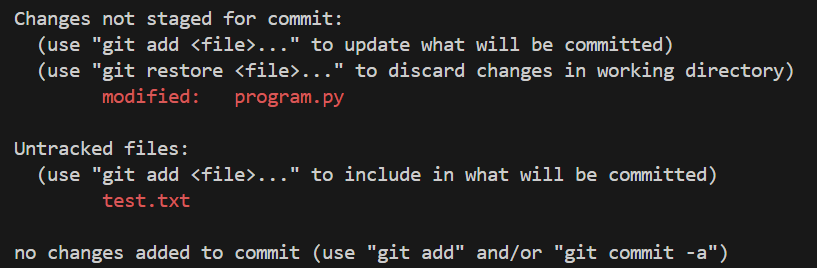 Changes not staged for commit:
  (use "git add <file>..." to update what will be committed)
  (use "git restore <file>..." to discard changes in working directory)
        modified:   program.py

Untracked files:
  (use "git add <file>..." to include in what will be committed)
        test.txt

no changes added to commit (use "git add" and/or "git commit -a")